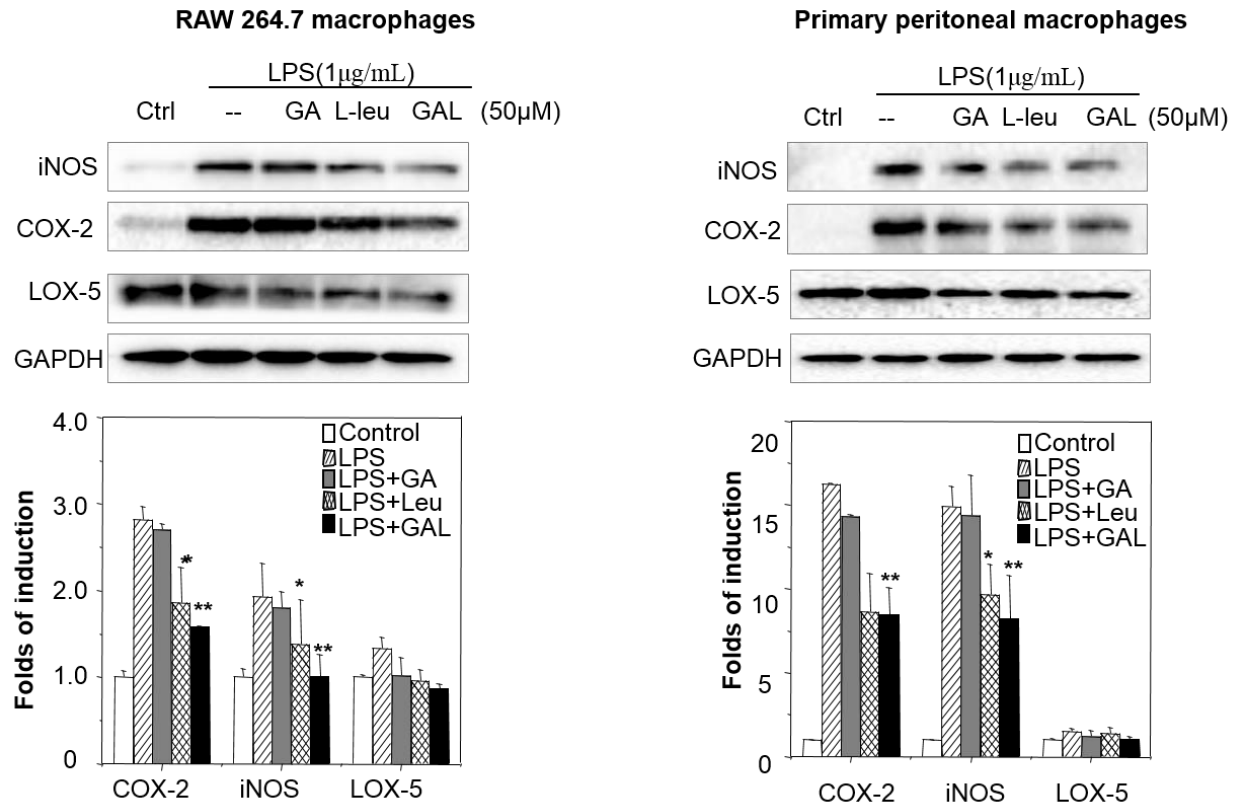 RAW 264.7 macrophages
LPS(1μg/mL)
Ctrl -- GA L-leu GAL (50μM)
iNOS
COX-2
LOX-5
GAPDH
4.0
3.0
2.0
1.0
0
Folds of induction
Control
LPS
LPS+GA
LPS+Leu
LPS+GAL
* ** * **
COX-2 iNOS LOX-5
Primary peritoneal macrophages
LPS(1μg/mL)
Ctrl -- GA L-leu GAL (50μM)
iNOS
COX-2
LOX-5
GAPDH
20
15
10
5
0
Folds of induction
Control
LPS
LPS+GA
LPS+Leu
LPS+GAL
** * **
COX-2 iNOS LOX-5